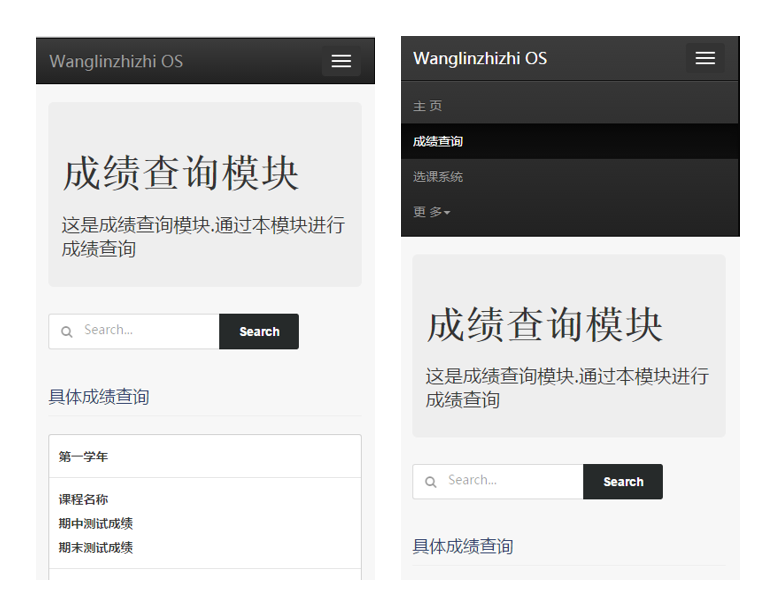 Wanglinzhizhi OS
成绩查询模块
这是成绩查询模块.通过本模块进行
成绩查询
Search...
Search
具体成绩查询
第一学年
课程名称
期中测试成绩
期末测试成绩
Wanglinzhizhi OS
主 页
成绩查询
选课系统
更 多
成绩查询模块
这是成绩查询模块.通过本模块进行
成绩查询
Search...
Search
具体成绩查询